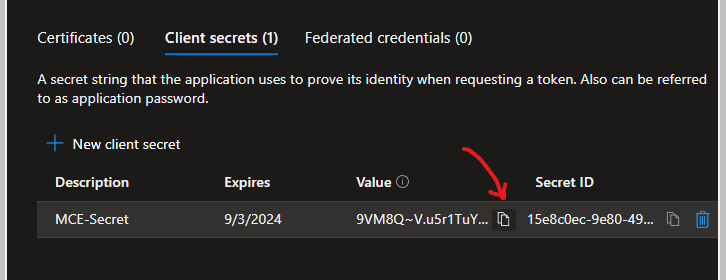 Certificates (0) Client secrets (1) Federated credentials (0)
A secret string that the application uses to prove its identity when requesting a token. Also can be referred
to as application password.
New client secret
Description Expires Value Secret ID
MCE-Secret 9/3/2024 9VM8Q~V.u5r1TuY... 15e8c0ec-9e80-49...